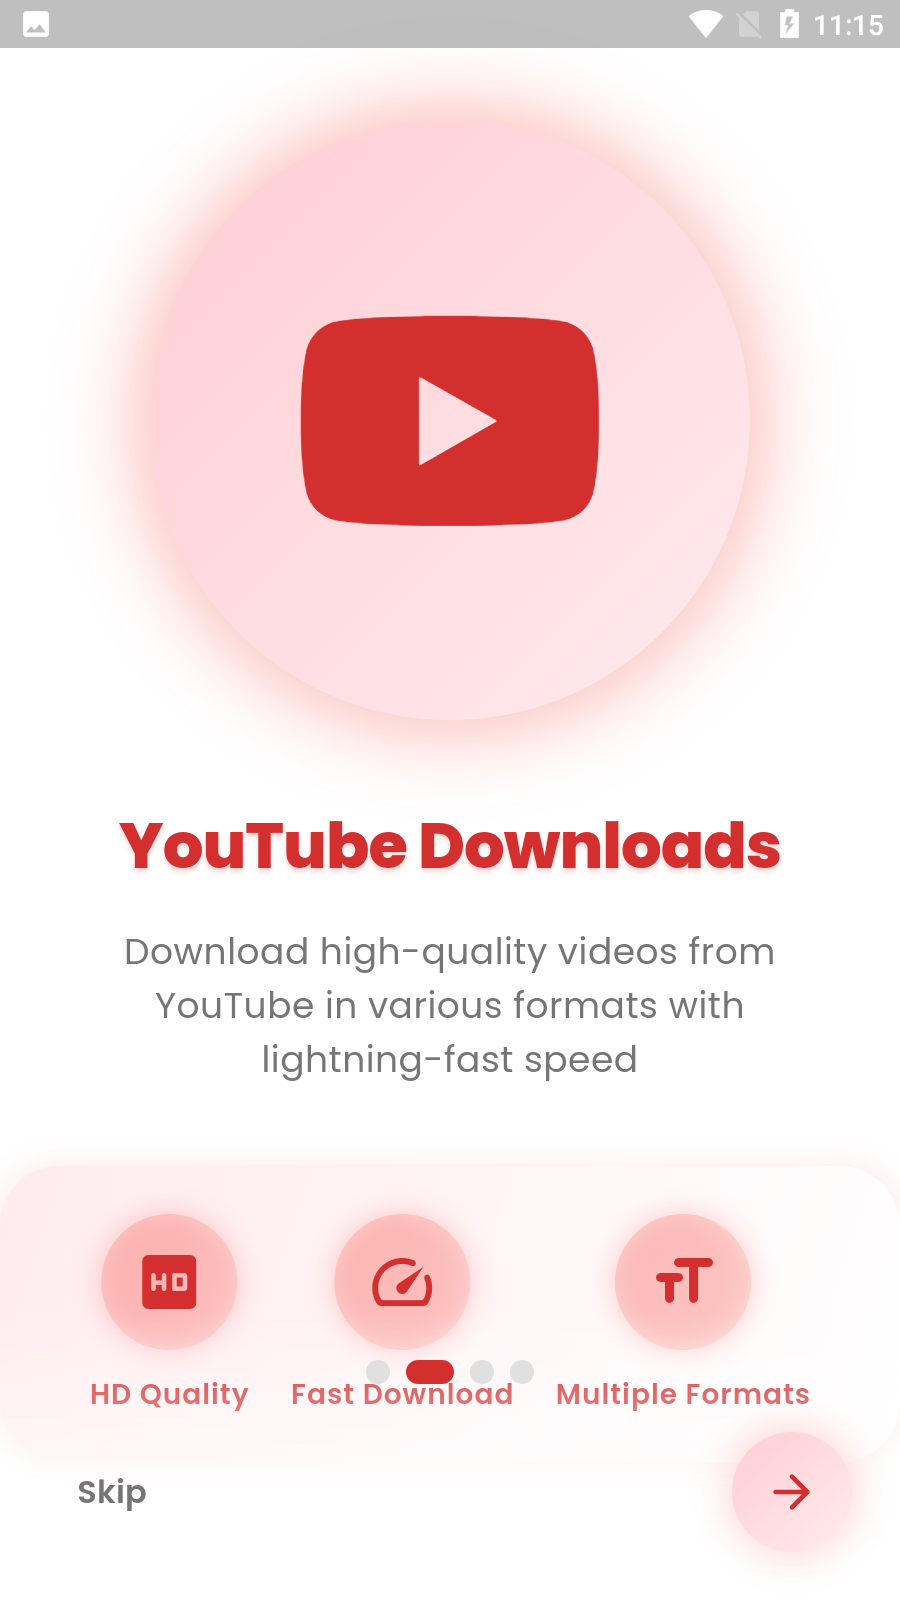 11:15
YouTube Downloads
Download high-quality videos from
YouTube in various formats with
lightning-fast speed
HD
HD Quality
Fast Download
Multiple Formats
Skip